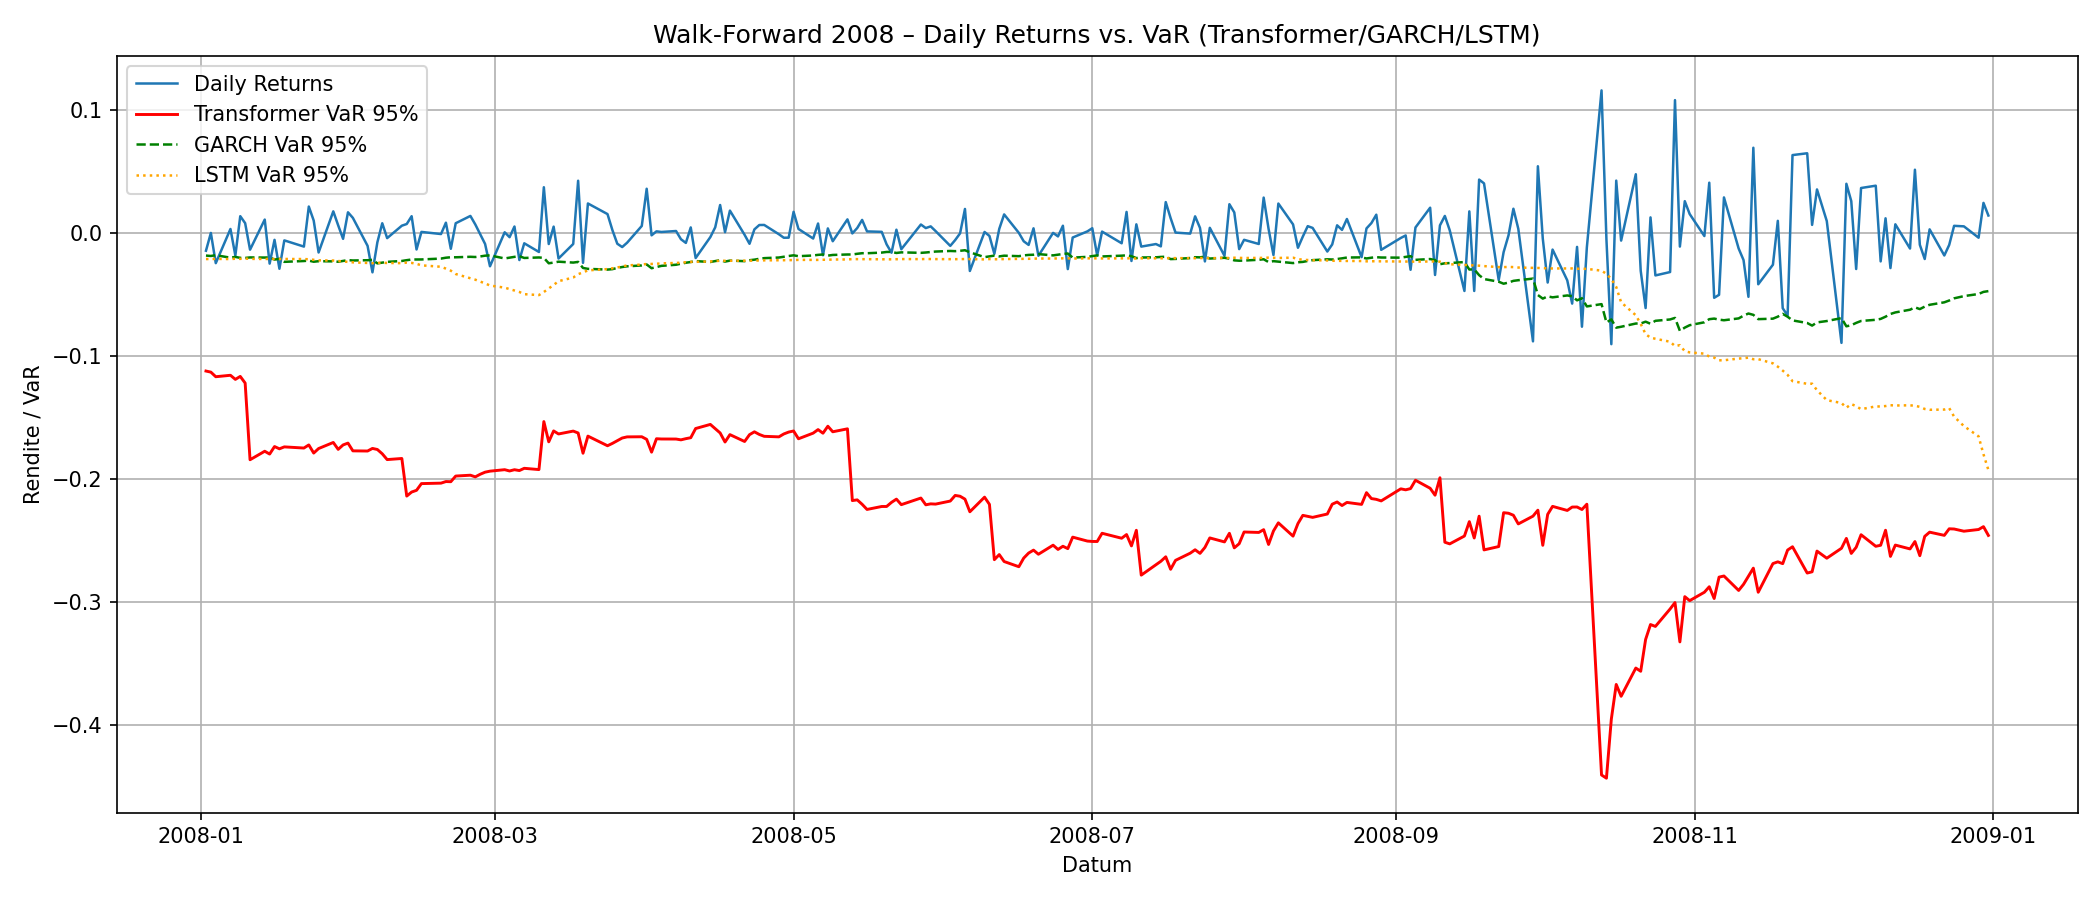 Walk-Forward 2008 – Daily Returns vs. VaR (Transformer/GARCH/LSTM)
Daily Returns
Transformer VaR 95%
GARCH VaR 95%
LSTM VaR 95%
Rendite / VaR
0.1
0.0
−0.1
−0.2
−0.3
−0.4
2008-01
2008-03
2008-05
2008-07
2008-09
2008-11
2009-01
Datum